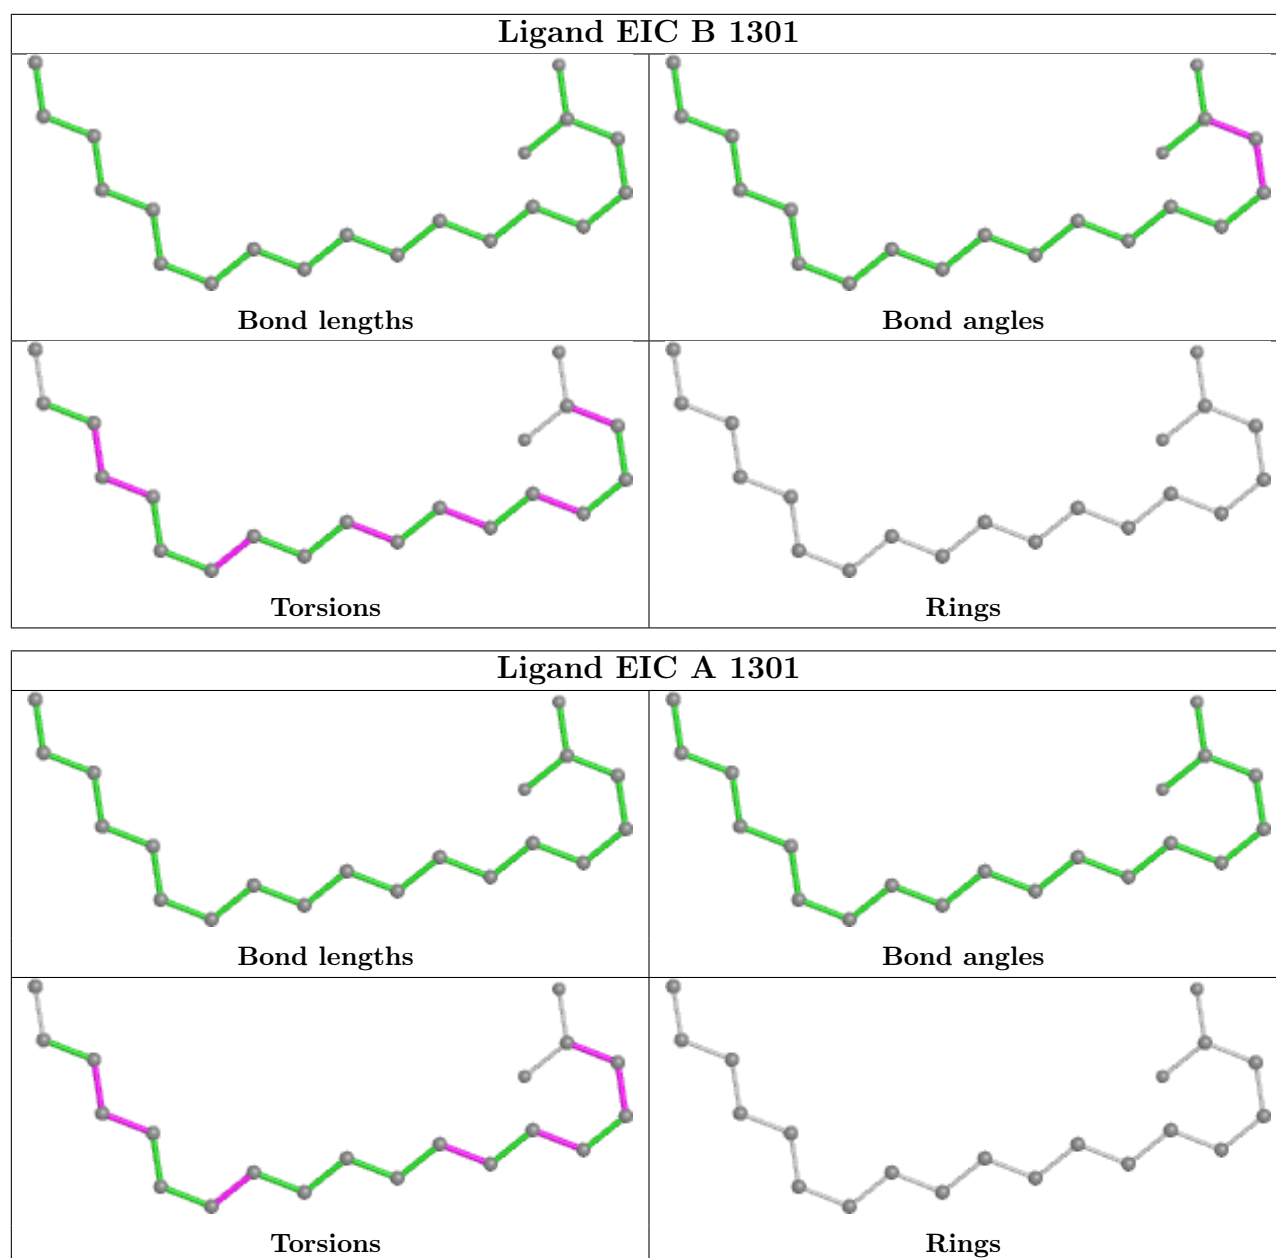 Ligand EIC B 1301
Bond lengths
Bond angles
Torsions
Rings
Ligand EIC A 1301
Bond lengths
Bond angles
Torsions
Rings